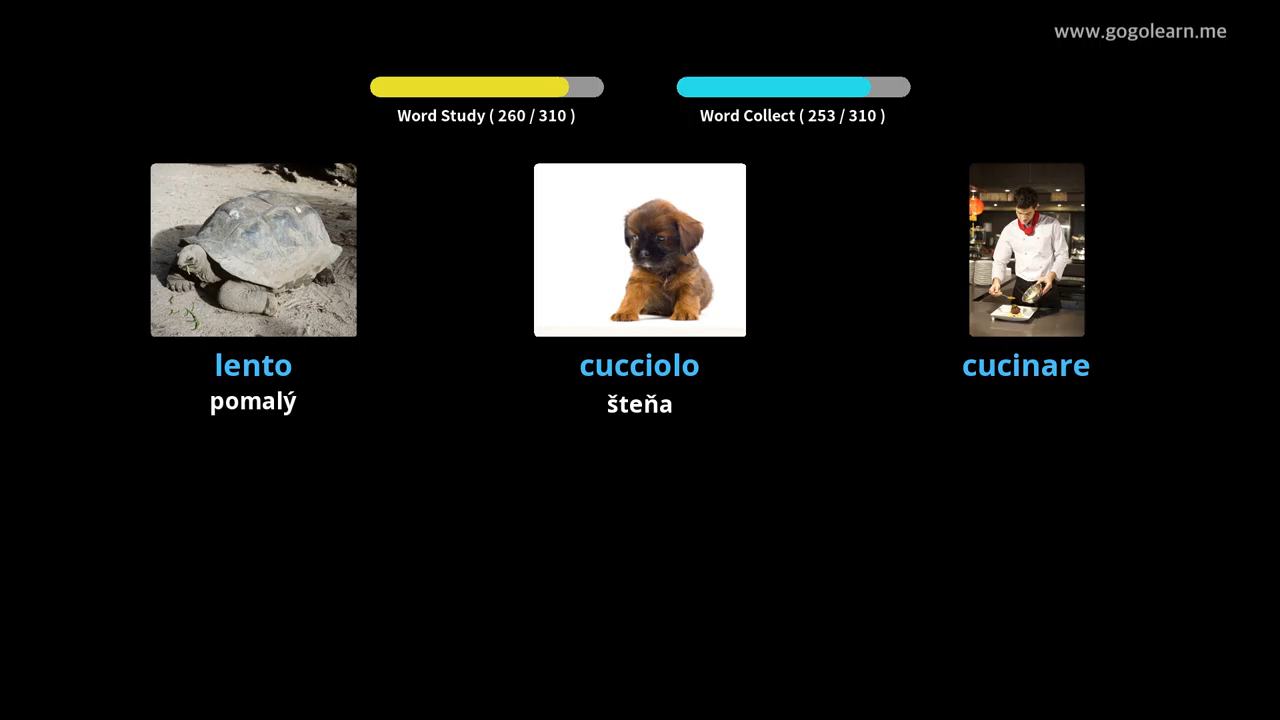 www.gogolearn.me
Word Study ( 260 / 310 )
Word Collect ( 253 / 310 )
lento
cucciolo
cucinare
pomalý
šteňa